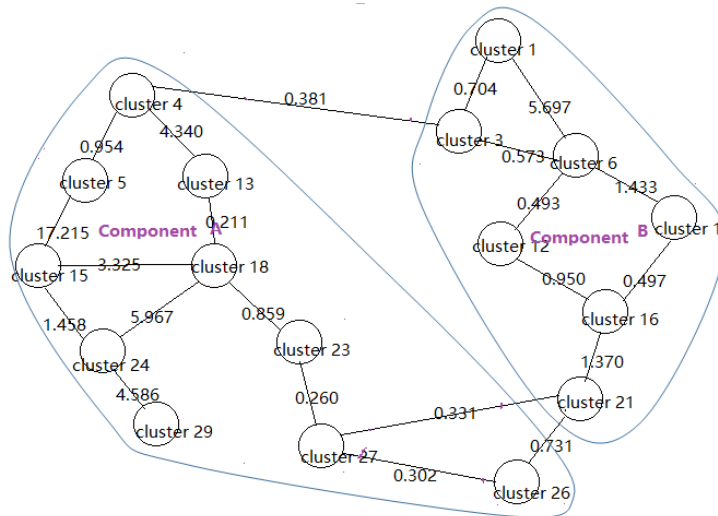 cluster 1
0.704
5.697
cluster 4
0.381
cluster 3
0.573
cluster 6
0.954
4.340
cluster 5
cluster 13
1.433
0.493
17.215
Component A
0.211
cluster 12
Component B
cluster 1
cluster 15
3.325
cluster 18
0.950
0.497
1.458
5.967
0.859
cluster 16
cluster 24
cluster 23
1.370
4.586
0.260
cluster 21
cluster 29
0.331
cluster 27
0.731
0.302
cluster 26